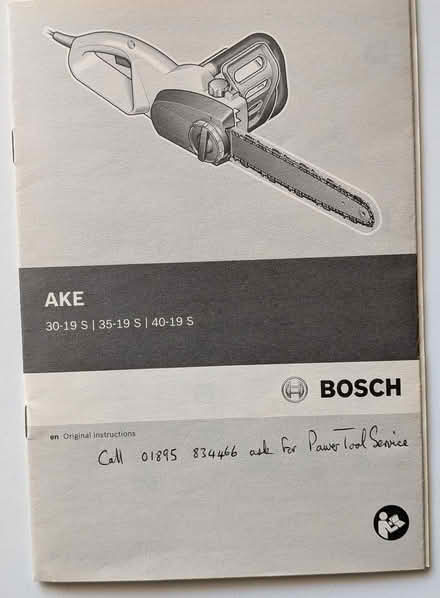 AKE
30-19 S | 35-19 S | 40-19 S
BOSCH
en Original instructions
Call 01895 834466 ask for Power Tool Service